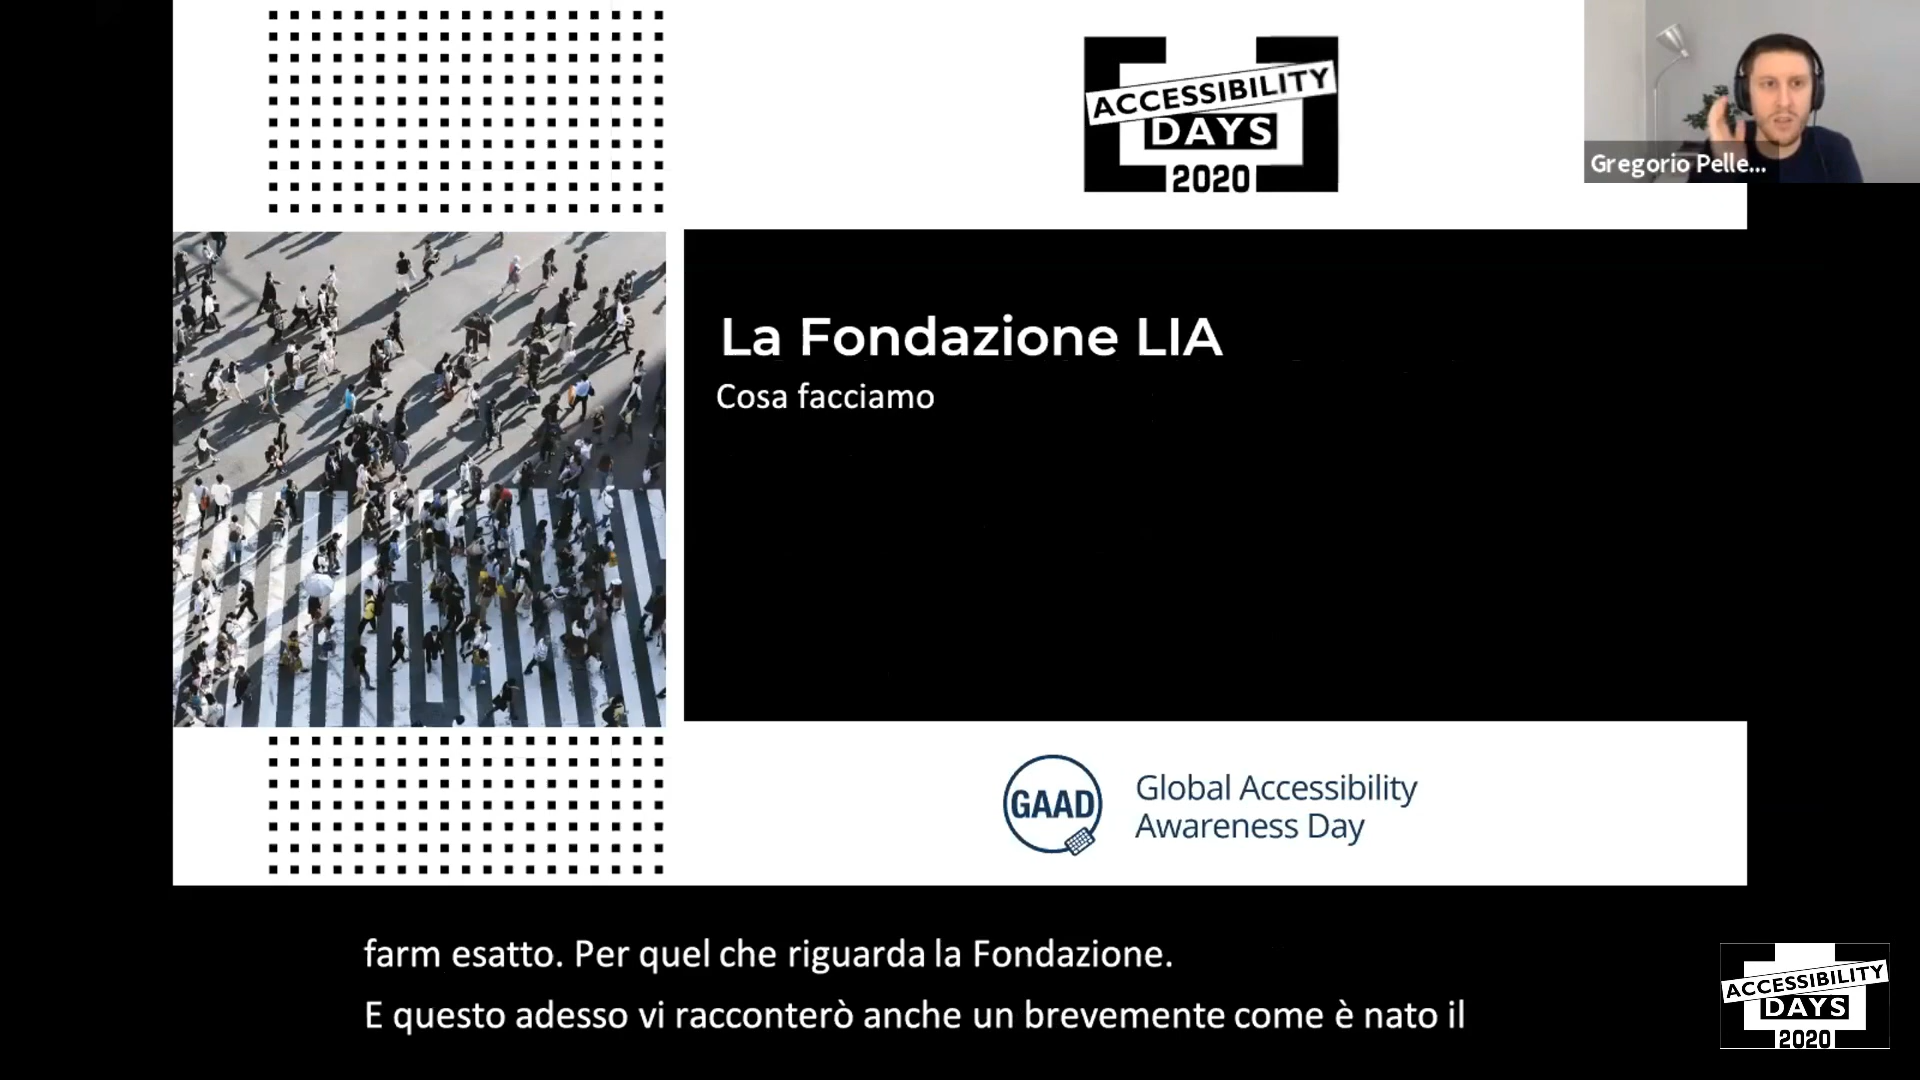 ACCESSIBILITY
DAYS
2020
Gregorio Pelle...
La Fondazione LIA
Cosa facciamo
GAAD
Global Accessibility
Awareness Day
farm esatto. Per quel che riguarda la Fondazione.
E questo adesso vi racconterò anche un brevemente come è nato il
ACCESSIBILITY
DAYS
2020